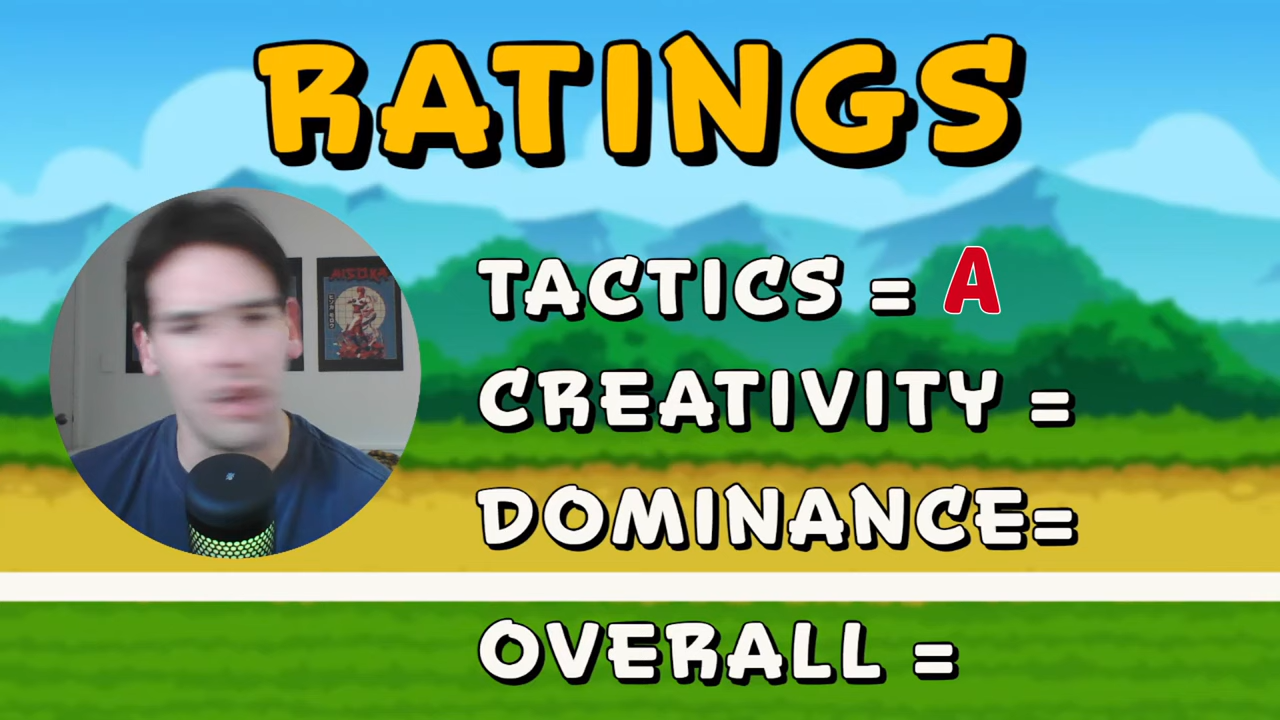 RATINGS
TACTICS = A
CREATIVITY =
DOMINANCE=
OVERALL =